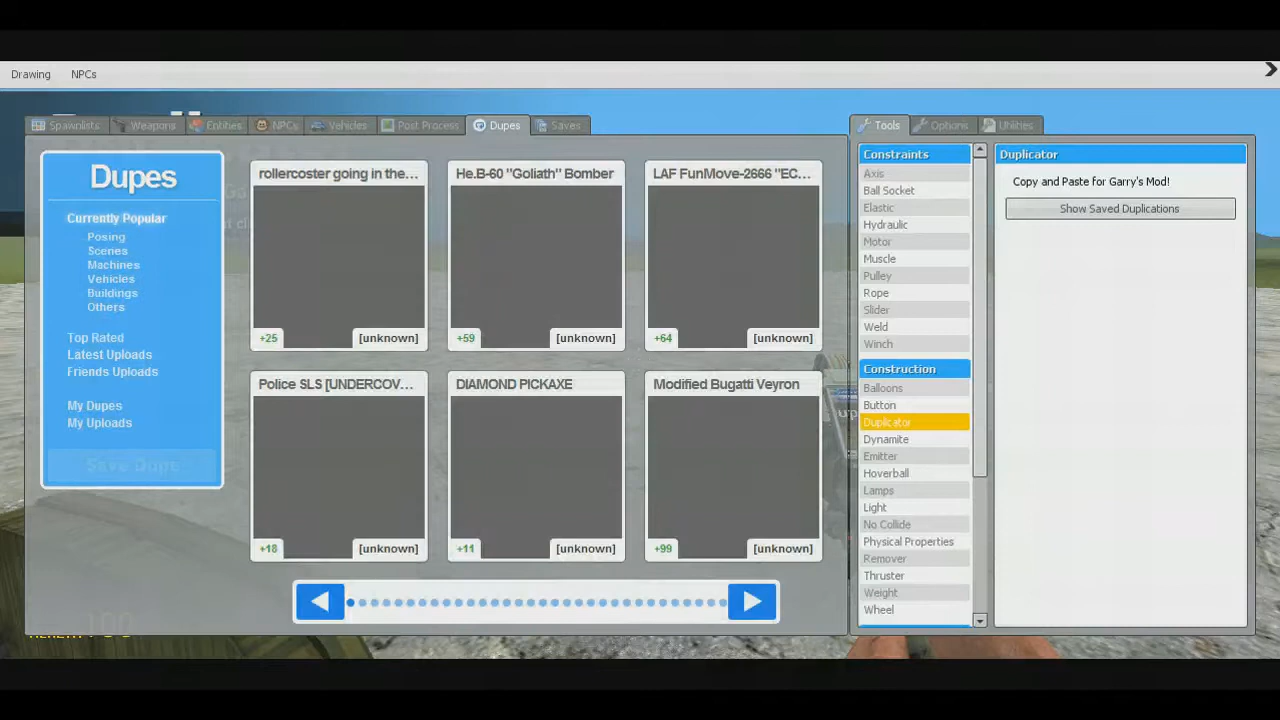 Drawing NPCs
Spawnlists Weapons Entities NPCs Vehicles Post Process Dupes Saves
Tools Options Utilities
Dupes
Currently Popular
Posing
Scenes
Machines
Vehicles
Buildings
Others
Top Rated
Latest Uploads
Friends Uploads
My Dupes
My Uploads
Save Dupe
rollercoster going in the...
+25 [unknown]
He.B-60 "Goliath" Bomber
+59 [unknown]
LAF FunMove-2666 "EC...
+64 [unknown]
Police SLS [UNDERCOV...
+18 [unknown]
DIAMOND PICKAXE
+11 [unknown]
Modified Bugatti Veyron
+99 [unknown]
Constraints
Axis
Ball Socket
Elastic
Hydraulic
Motor
Muscle
Pulley
Rope
Slider
Weld
Winch
Construction
Balloons
Button
Duplicator
Dynamite
Emitter
Hoverball
Lamps
Light
No Collide
Physical Properties
Remover
Thruster
Weight
Wheel
Duplicator
Copy and Paste for Garry's Mod!
Show Saved Duplications
HEALTH 100